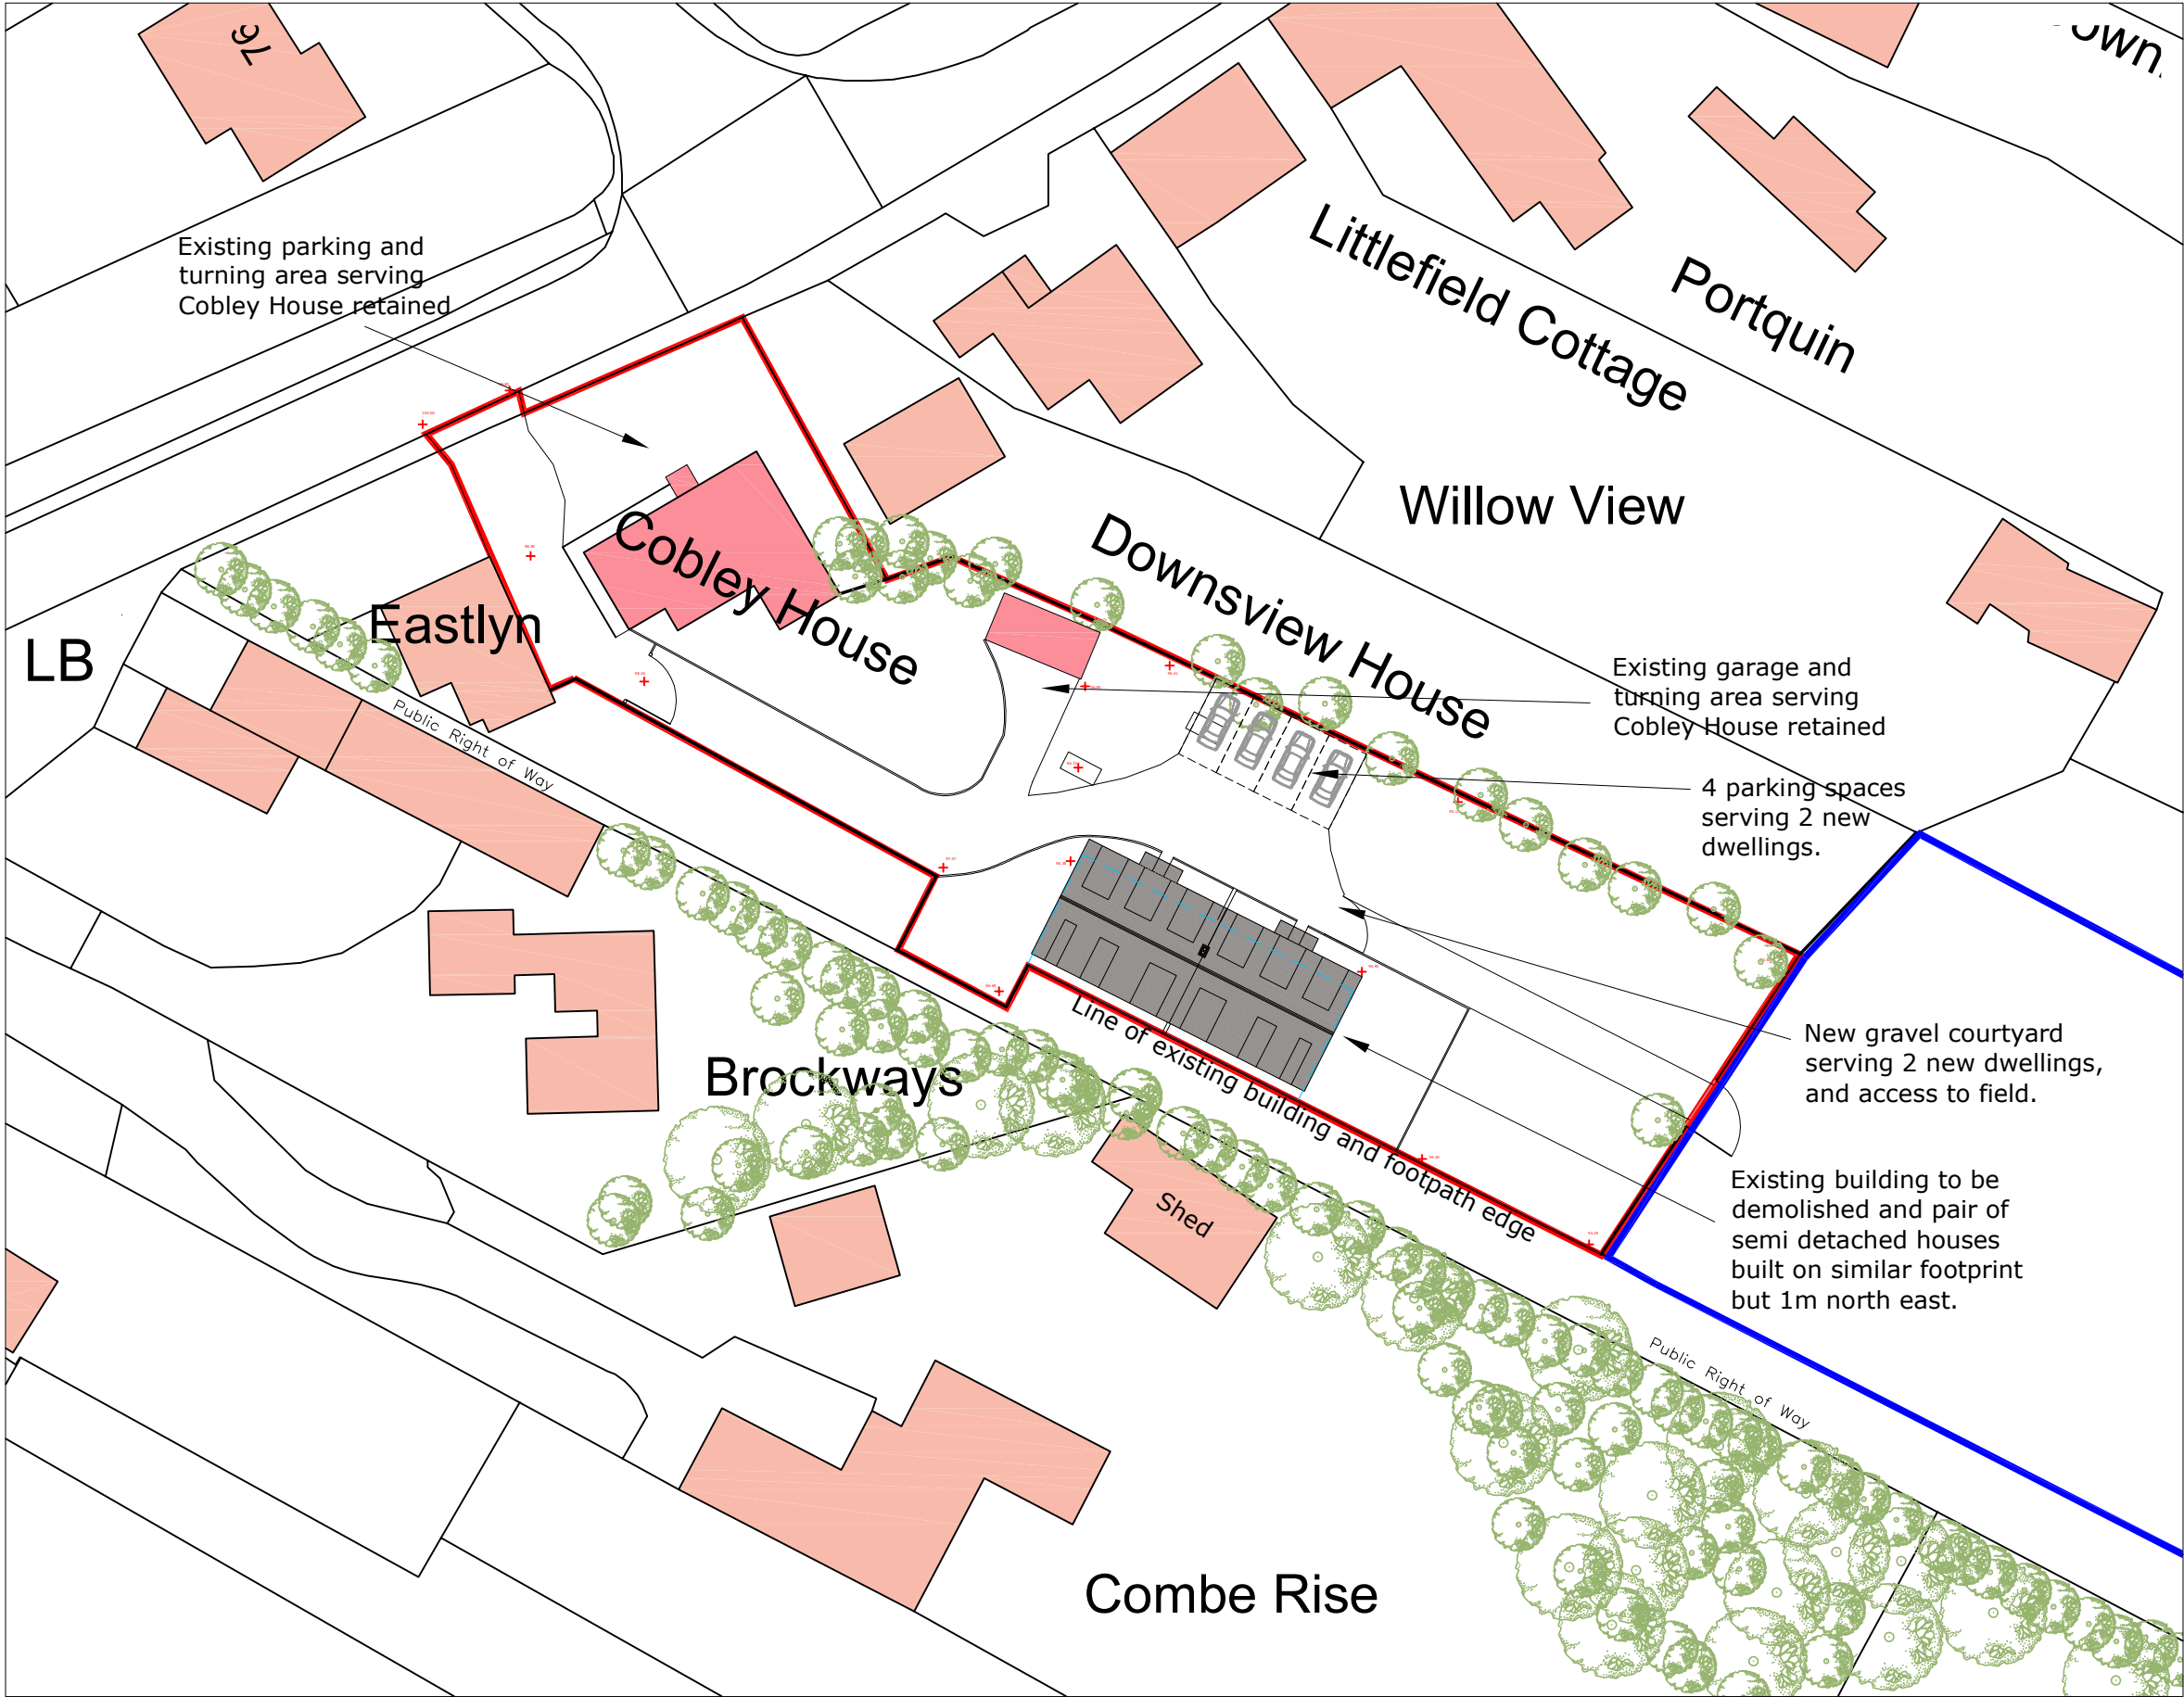 76
Existing parking and
turning area serving
Cobley House retained
Littlefield Cottage
Portquin
Willow View
Downsview House
Cobley House
Eastlyn
LB
Public Right of Way
Existing garage and
turning area serving
Cobley House retained
4 parking spaces
serving 2 new
dwellings.
Line of existing building and footpath edge
New gravel courtyard
serving 2 new dwellings,
and access to field.
Brockways
Shed
Existing building to be
demolished and pair of
semi detached houses
built on similar footprint
but 1m north east.
Public Right of Way
Combe Rise